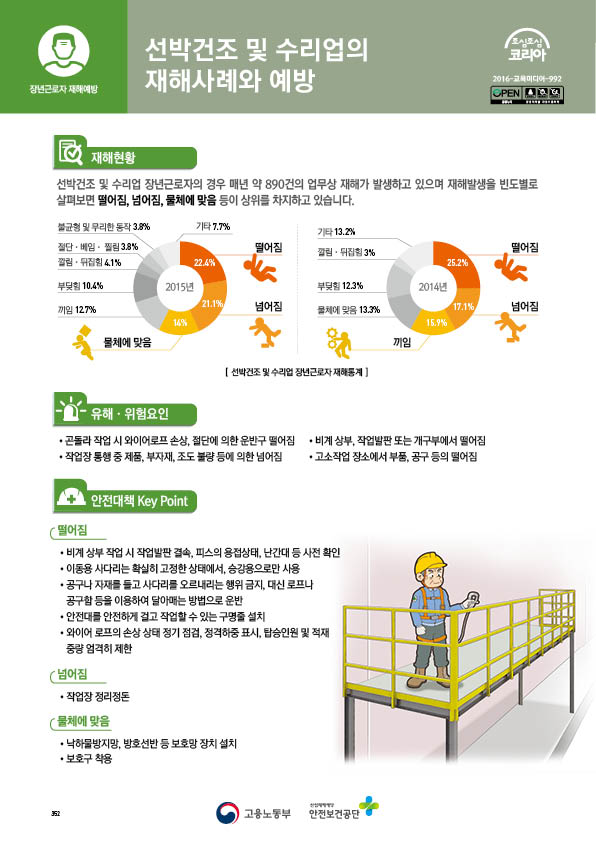 장년근로자 재해예방
선박건조 및 수리업의
재해사례와 예방
조심조심
코리아
2016-교육미디어-992
OPEN
재해현황
선박건조 및 수리업 장년근로자의 경우 매년 약 890건의 업무상 재해가 발생하고 있으며 재해발생을 빈도별로
살펴보면 떨어짐, 넘어짐, 물체에 맞음 등이 상위를 차지하고 있습니다.
불균형 및 무리한 동작 3.8%
기타 7.7%
절단·베임· 찔림 3.8%
깔림·뒤집힘 4.1%
부딪힘 10.4%
끼임 12.7%
물체에 맞음
14%
21.1%
넘어짐
22.4%
떨어짐
2015년
기타 13.2%
깔림·뒤집힘 3%
부딪힘 12.3%
물체에 맞음 13.3%
끼임
15.9%
17.1%
넘어짐
25.2%
떨어짐
2014년
[ 선박건조 및 수리업 장년근로자 재해통계 ]
유해·위험요인
• 곤돌라 작업 시 와이어로프 손상, 절단에 의한 운반구 떨어짐
• 작업장 통행 중 제품, 부자재, 조도 불량 등에 의한 넘어짐
• 비계 상부, 작업발판 또는 개구부에서 떨어짐
• 고소작업 장소에서 부품, 공구 등의 떨어짐
안전대책 Key Point
떨어짐
• 비계 상부 작업 시 작업발판 결속, 피스의 용접상태, 난간대 등 사전 확인
• 이동용 사다리는 확실히 고정한 상태에서, 승강용으로만 사용
• 공구나 자재를 들고 사다리를 오르내리는 행위 금지, 대신 로프나
공구함 등을 이용하여 달아매는 방법으로 운반
• 안전대를 안전하게 걸고 작업할 수 있는 구명줄 설치
• 와이어 로프의 손상 상태 정기 점검, 정격하중 표시, 탑승인원 및 적재
중량 엄격히 제한
넘어짐
• 작업장 정리정돈
물체에 맞음
• 낙하물방지망, 방호선반 등 보호망 장치 설치
• 보호구 착용
352
고용노동부
산업재해예방
안전보건공단